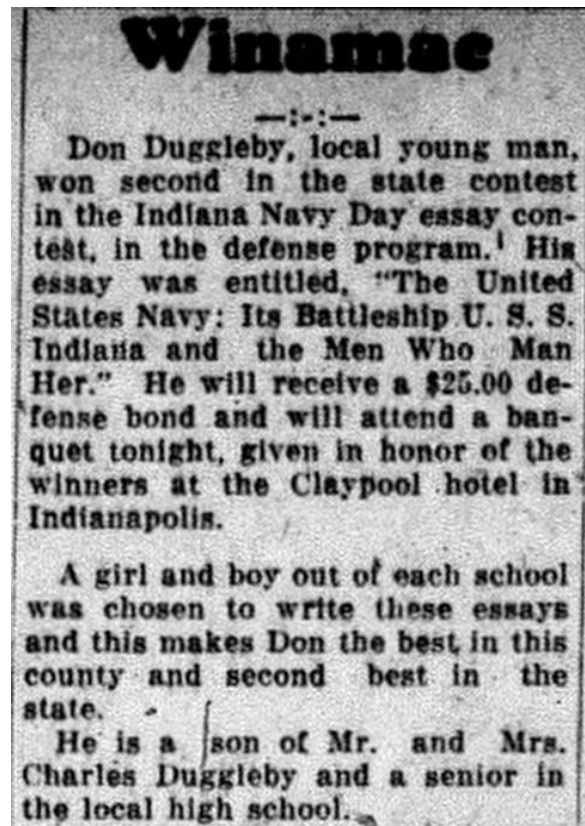 Winamac
—:-:—
Don Duggleby, local young man,
won second in the state contest
in the Indiana Navy Day essay con-
test, in the defense program. His
essay was entitled, "The United
States Navy: Its Battleship U. S. S.
Indiana and the Men Who Man
Her." He will receive a $25.00 de-
fense bond and will attend a ban-
quet tonight, given in honor of the
winners at the Claypool hotel in
Indianapolis.
A girl and boy out of each school
was chosen to write these essays
and this makes Don the best in this
county and second best in the
state.
He is a son of Mr. and Mrs.
Charles Duggleby and a senior in
the local high school.